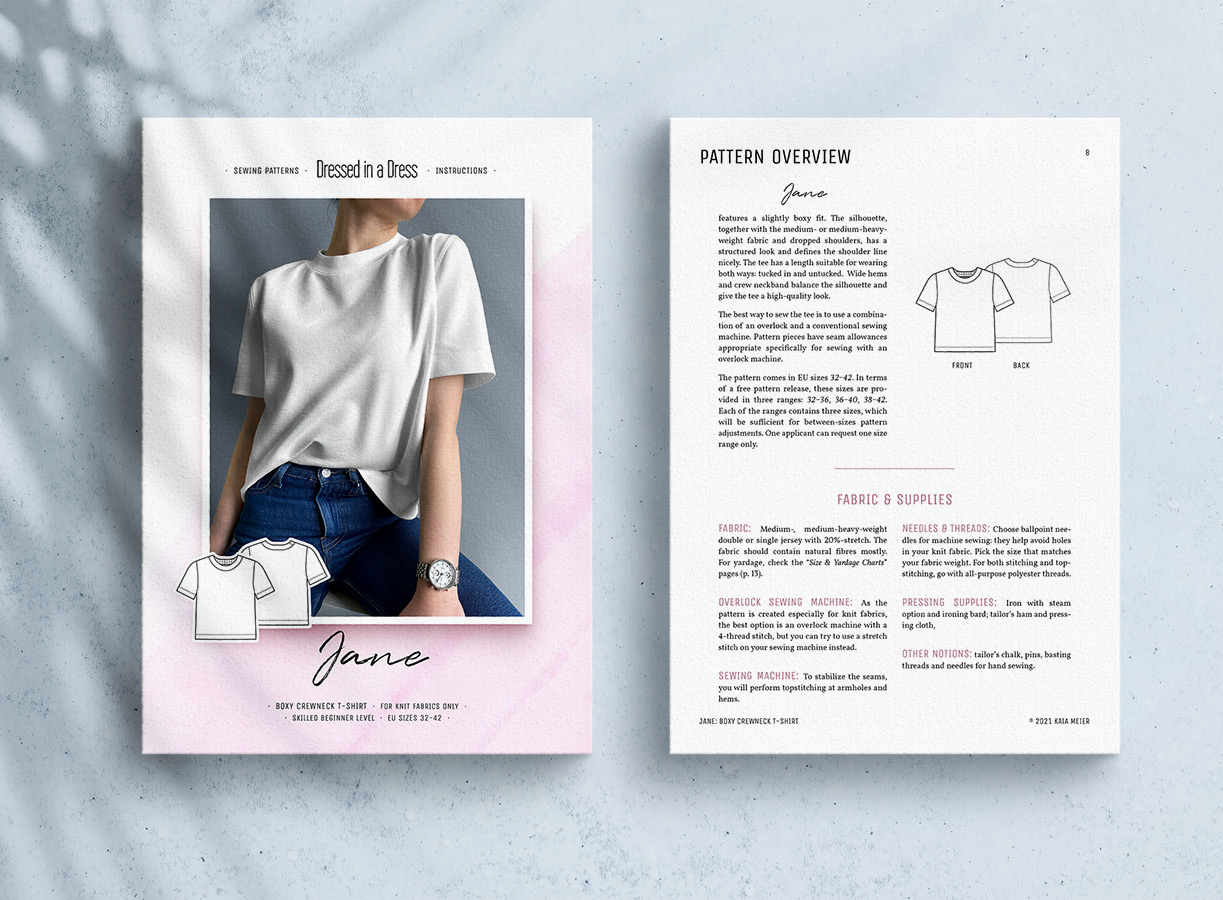 · SEWING PATTERNS · Dressed in a Dress · INSTRUCTIONS ·
Jane
· BOXY CREWNECK T-SHIRT · FOR KNIT FABRICS ONLY ·
· SKILLED BEGINNER LEVEL · EU SIZES 32-42 ·
PATTERN OVERVIEW
6
Jane
features a slightly boxy fit. The silhouette,
together with the medium- or medium-heavy-
weight fabric and dropped shoulders, has a
structured look and defines the shoulder line
nicely. The tee has a length suitable for wearing
both ways: tucked in and untucked. Wide hems
and crew neckband balance the silhouette and
give the tee a high-quality look.
The best way to sew the tee is to use a combina-
tion of an overlock and a conventional sewing
machine. Pattern pieces have seam allowances
appropriate specifically for sewing with an
overlock machine.
The pattern comes in EU sizes 32-42. In terms
of a free pattern release, these sizes are pro-
vided in three ranges: 32-36, 36-40, 38-42.
Each of the ranges contains three sizes, which
will be sufficient for between-sizes pattern
adjustments. One applicant can request one size
range only.
FRONT
BACK
FABRIC & SUPPLIES
FABRIC: Medium-, medium-heavy-weight
double or single jersey with 20%-stretch. The
fabric should contain natural fibres mostly.
For yardage, check the "Size & Yardage Charts"
pages (p. 13).
OVERLOCK SEWING MACHINE: As the
pattern is created especially for knit fabrics,
the best option is an overlock machine with a
4-thread stitch, but you can try to use a stretch
stitch on your sewing machine instead.
SEWING MACHINE: To stabilize the seams,
you will perform topstitching at armholes and
hems.
NEEDLES & THREADS: Choose ballpoint nee-
dles for machine sewing: they help avoid holes
in your knit fabric. Pick the size that matches
your fabric weight. For both stitching and top-
stitching, go with all-purpose polyester threads.
PRESSING SUPPLIES: Iron with steam
option and ironing bard; tailor's ham and press-
ing cloth,
OTHER NOTIONS: tailor's chalk, pins, basting
threads and needles for hand sewing.
JANE: BOXY CREWNECK T-SHIRT
© 2021 KAIA MEIER